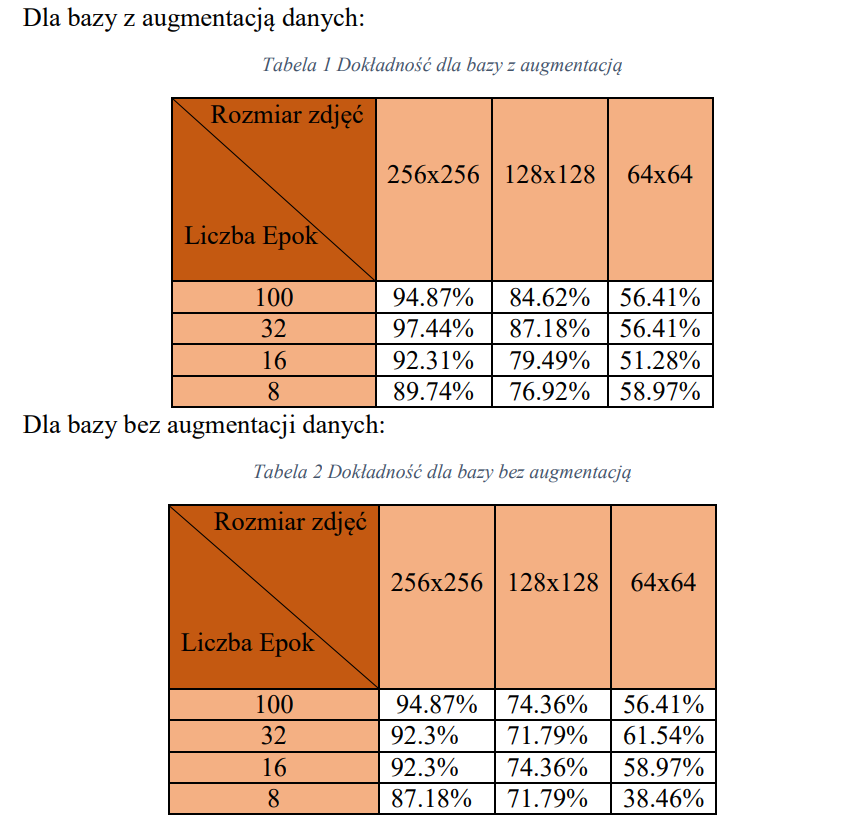 Dla bazy z augmentacją danych:
Tabela 1 Dokładność dla bazy z augmentacją
Rozmiar zdjęć
256x256 128x128 64x64
Liczba Epok
100 94.87% 84.62% 56.41%
32 97.44% 87.18% 56.41%
16 92.31% 79.49% 51.28%
8 89.74% 76.92% 58.97%
Dla bazy bez augmentacji danych:
Tabela 2 Dokładność dla bazy bez augmentacją
Rozmiar zdjęć
256x256 128x128 64x64
Liczba Epok
100 94.87% 74.36% 56.41%
32 92.3% 71.79% 61.54%
16 92.3% 74.36% 58.97%
8 87.18% 71.79% 38.46%